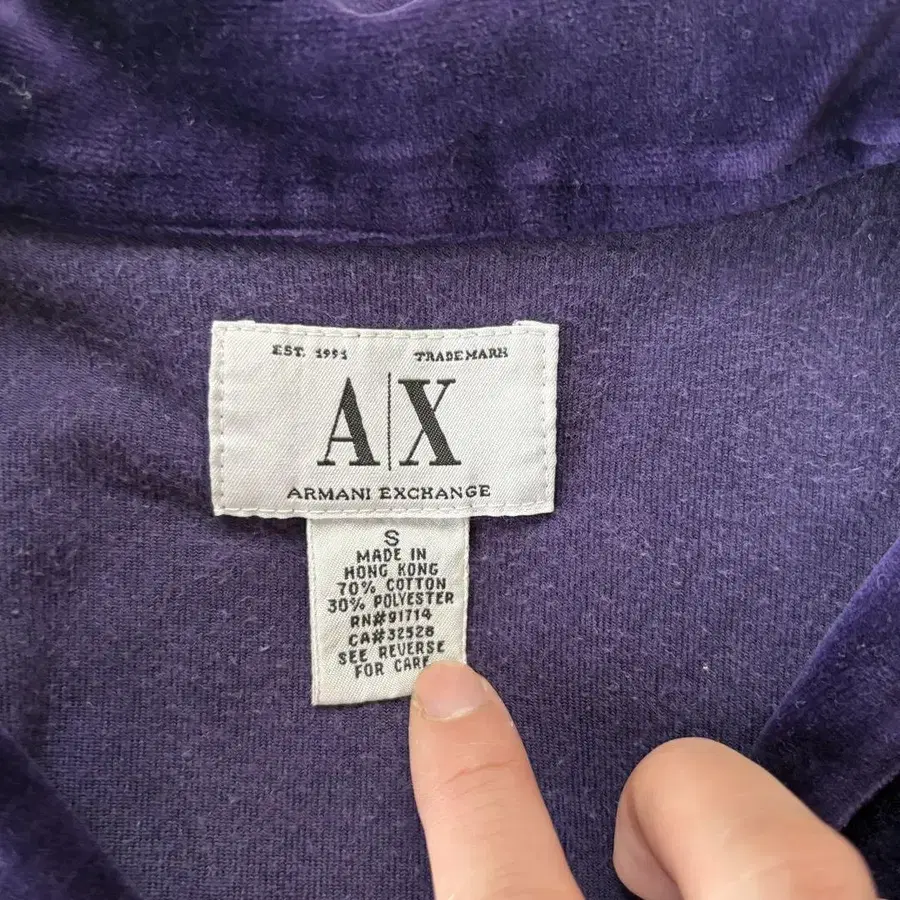 EST. 1991 TRADEMARK
A|X
ARMANI EXCHANGE
S
MADE IN
HONG KONG
70% COTTON
30% POLYESTER
RN#91714
CA#32528
SEE REVERSE
FOR CARE